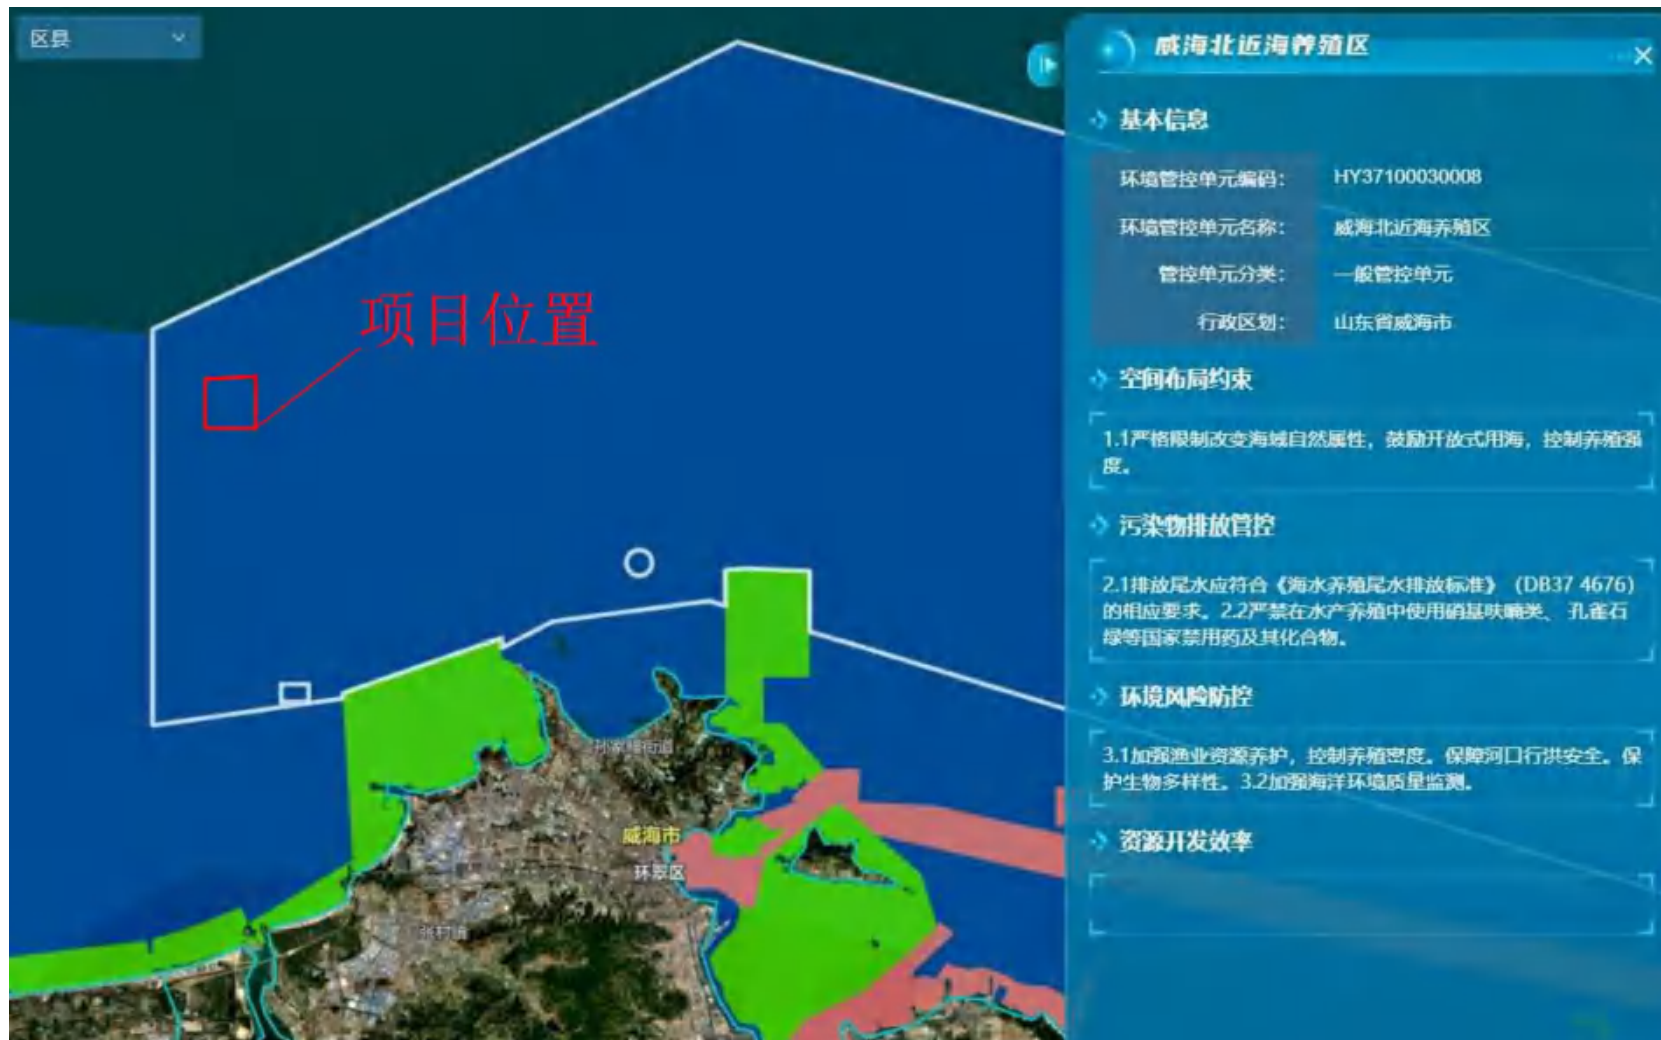 区县
威海北近海养殖区
基本信息
环境管控单元编码：
HY37100030008
环境管控单元名称：
威海北近海养殖区
管控单元分类：
一般管控单元
行政区划：
山东省威海市
空间布局约束
1.1严格限制改变海域自然属性，鼓励开放式用海，控制养殖强
度。
污染物排放管控
2.1排放尾水应符合《海水养殖尾水排放标准》（DB37 4676）
的相应要求。2.2严禁在水产养殖中使用硝基呋喃类、孔雀石
绿等国家禁用药及其化合物。
环境风险防控
3.1加强渔业资源养护，控制养殖密度。保障河口行洪安全。保
护生物多样性。3.2加强海洋环境质量监测。
资源开发效率
项目位置
孙家疃街道
威海市
环翠区
张村镇